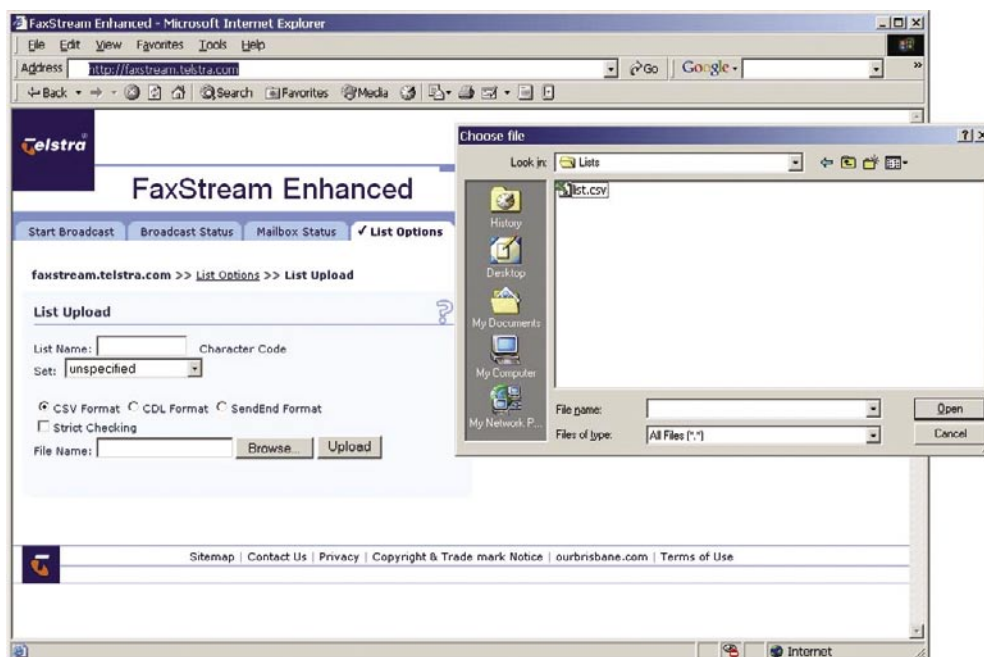 FaxStream Enhanced - Microsoft Internet Explorer
File Edit View Favorites Tools Help
Address http://faxstream.telstra.com Go Google
Back Search Favorites Media
Telstra
FaxStream Enhanced
Start Broadcast Broadcast Status Mailbox Status ✓ List Options
faxstream.telstra.com >> List Options >> List Upload
List Upload
List Name: Character Code
Set: unspecified
CSV Format CDL Format SendEnd Format
Strict Checking
File Name: Browse... Upload
Choose file
Look in: Lists
list.csv
History
Desktop
My Documents
My Computer
My Network P...
File name: Open
Files of type: All Files (*.*) Cancel
Sitemap | Contact Us | Privacy | Copyright & Trade mark Notice | ourbrisbane.com | Terms of Use
Internet